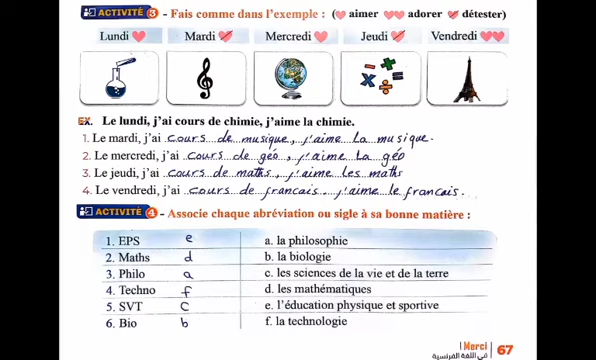 ACTIVITÉ 3 - Fais comme dans l'exemple : ( aimer adorer détester)
Lundi Mardi Mercredi Jeudi Vendredi
EX. Le lundi, j'ai cours de chimie, j'aime la chimie.
1. Le mardi, j'ai cours de musique, j'aime La musique.
2. Le mercredi, j'ai cours de géo, j'aime La géo
3. Le jeudi, j'ai cours de maths, j'aime les maths
4. Le vendredi, j'ai cours de francais, j'aime le francais.
ACTIVITÉ 4 - Associe chaque abréviation ou sigle à sa bonne matière :
1. EPS e a. la philosophie
2. Maths d b. la biologie
3. Philo a c. les sciences de la vie et de la terre
4. Techno f d. les mathématiques
5. SVT c e. l'éducation physique et sportive
6. Bio b f. la technologie
Merci
في اللغة الفرنسية 67